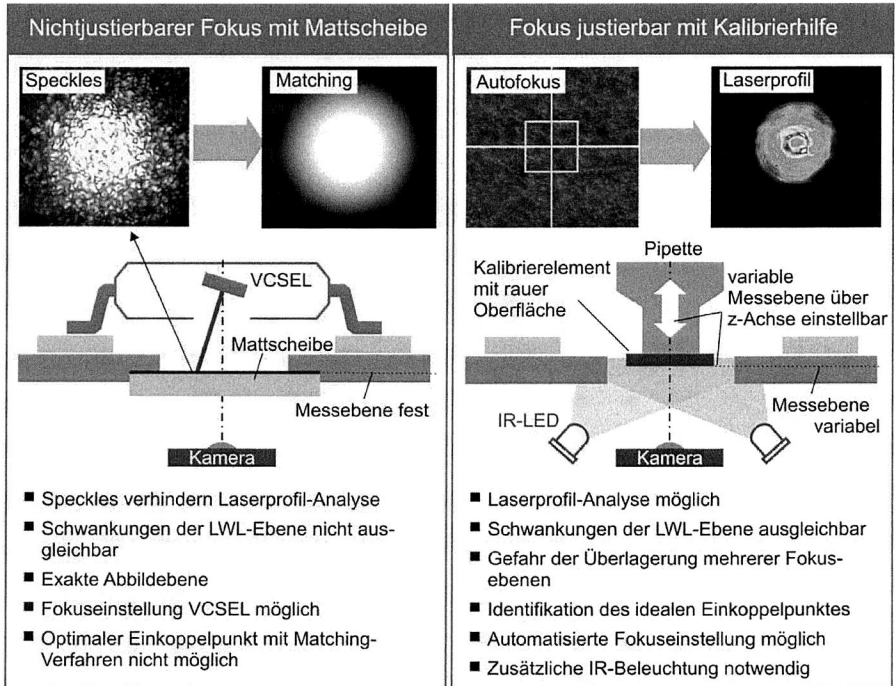 Nichtjustierbarer Fokus mit Mattscheibe
Speckles
Matching
VCSEL
Mattscheibe
Messebene fest
Kamera
■ Speckles verhindern Laserprofil-Analyse
■ Schwankungen der LWL-Ebene nicht aus-
gleichbar
■ Exakte Abbildebene
■ Fokuseinstellung VCSEL möglich
■ Optimaler Einkoppelpunkt mit Matching-
Verfahren nicht möglich
Fokus justierbar mit Kalibrierhilfe
Autofokus
Laserprofil
Pipette
Kalibrierelement
mit rauer
Oberfläche
variable
Messebene über
z-Achse einstellbar
Messebene
variabel
IR-LED
Kamera
■ Laserprofil-Analyse möglich
■ Schwankungen der LWL-Ebene ausgleichbar
■ Gefahr der Überlagerung mehrerer Fokus-
ebenen
■ Identifikation des idealen Einkoppelpunktes
■ Automatisierte Fokuseinstellung möglich
■ Zusätzliche IR-Beleuchtung notwendig